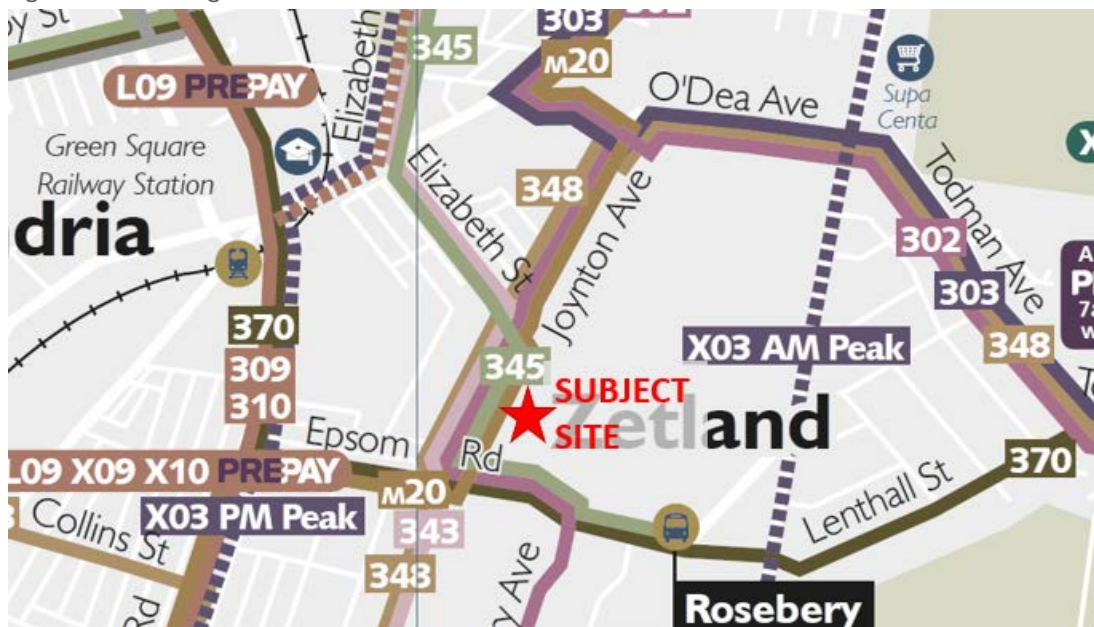 303
M20
345
Elizabeth
L09 PREPAY
O'Dea Ave
Supa
Centa
Green Square
Railway Station
dria
Elizabeth St
348
Joynton Ave
Todman Ave
302
303
348
370
309
310
X03 AM Peak
345
SUBJECT
SITE
Zetland
Epsom Rd
L09 X09 X10 PREPAY
M20
X03 PM Peak
343
348
Collins St
Rd
370
Lenthall St
Rosebery